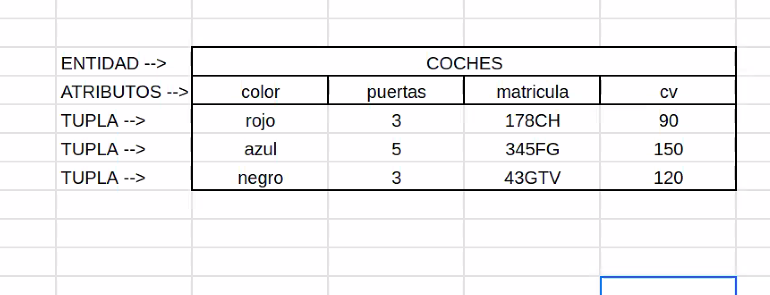 ENTIDAD --> COCHES
ATRIBUTOS --> color puertas matricula cv
TUPLA --> rojo 3 178CH 90
TUPLA --> azul 5 345FG 150
TUPLA --> negro 3 43GTV 120